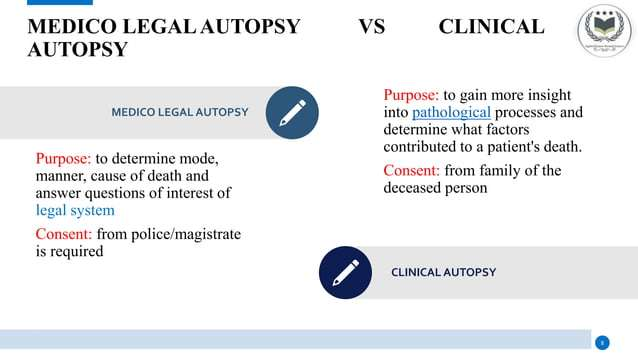 MEDICO LEGAL AUTOPSY VS CLINICAL
AUTOPSY
MEDICO LEGAL AUTOPSY
Purpose: to determine mode,
manner, cause of death and
answer questions of interest of
legal system
Consent: from police/magistrate
is required
Purpose: to gain more insight
into pathological processes and
determine what factors
contributed to a patient's death.
Consent: from family of the
deceased person
CLINICAL AUTOPSY